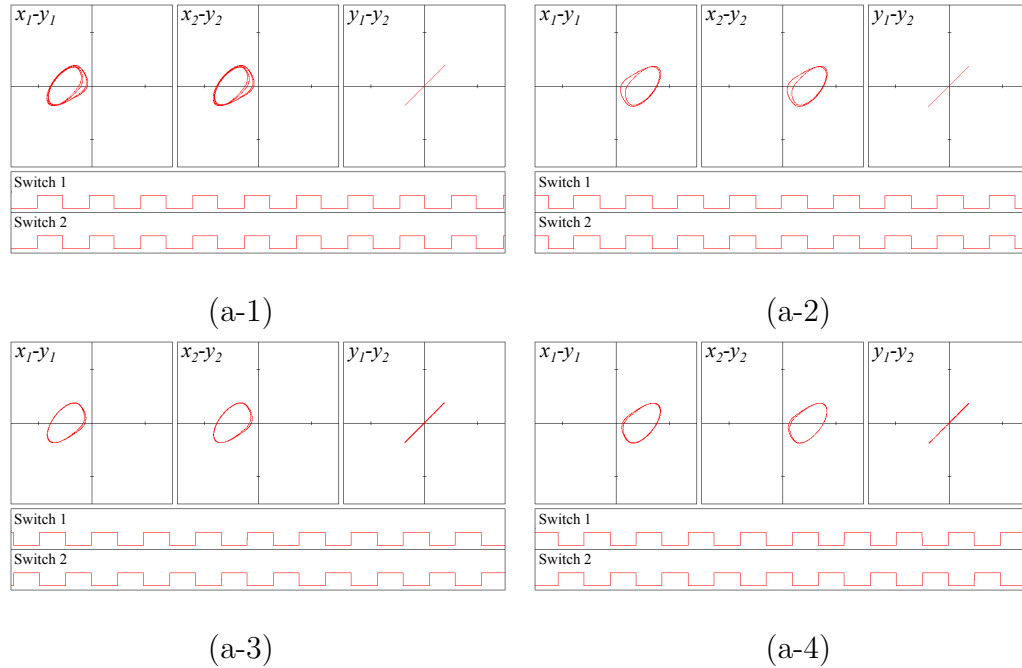 x1-y1 x2-y2 y1-y2
Switch 1
Switch 2
(a-1)
x1-y1 x2-y2 y1-y2
Switch 1
Switch 2
(a-2)
x1-y1 x2-y2 y1-y2
Switch 1
Switch 2
(a-3)
x1-y1 x2-y2 y1-y2
Switch 1
Switch 2
(a-4)